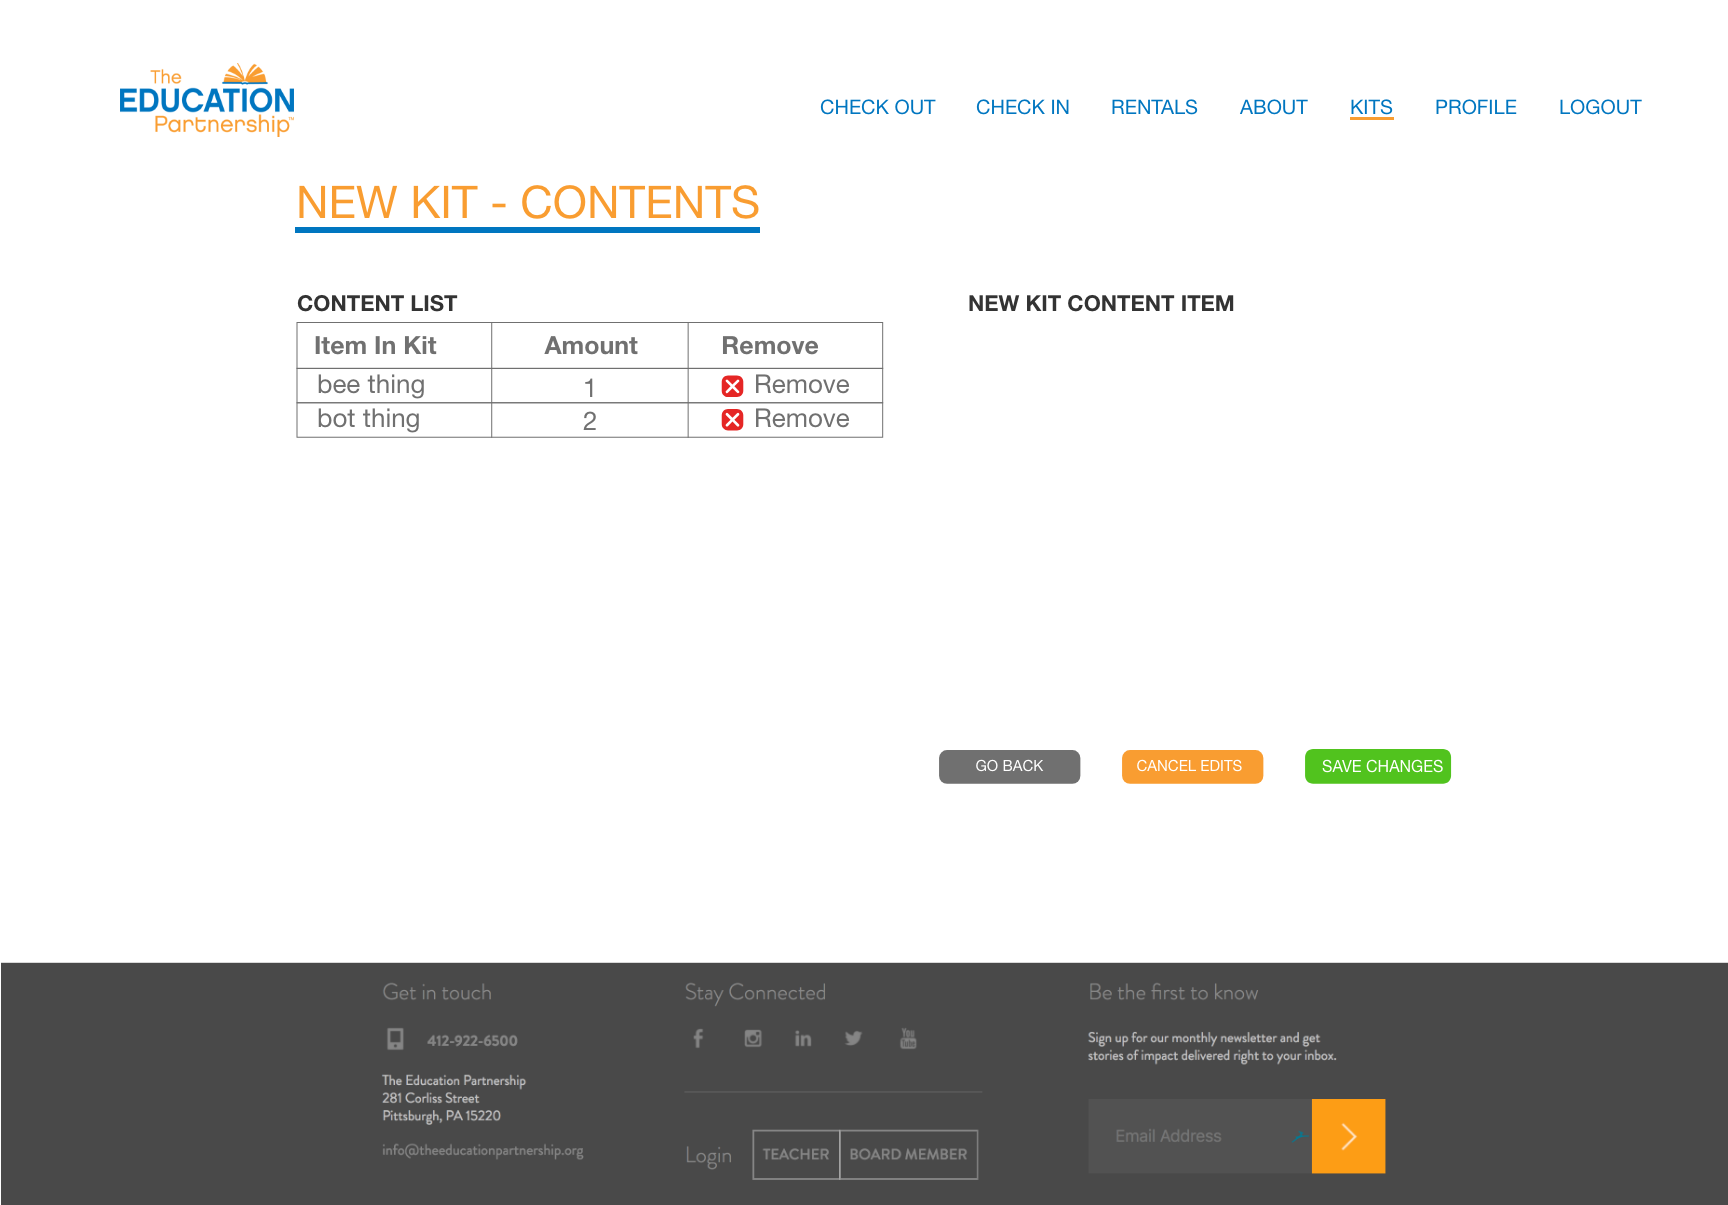 The
EDUCATION
Partnership™
CHECK OUT CHECK IN RENTALS ABOUT KITS PROFILE LOGOUT
NEW KIT - CONTENTS
CONTENT LIST
Item In Kit Amount Remove
bee thing 1 Remove
bot thing 2 Remove
NEW KIT CONTENT ITEM
GO BACK CANCEL EDITS SAVE CHANGES
Get in touch
412-922-6500
The Education Partnership
281 Corliss Street
Pittsburgh, PA 15220
info@theeducationpartnership.org
Stay Connected
f in You Tube
Login TEACHER BOARD MEMBER
Be the first to know
Sign up for our monthly newsletter and get
stories of impact delivered right to your inbox.
Email Address